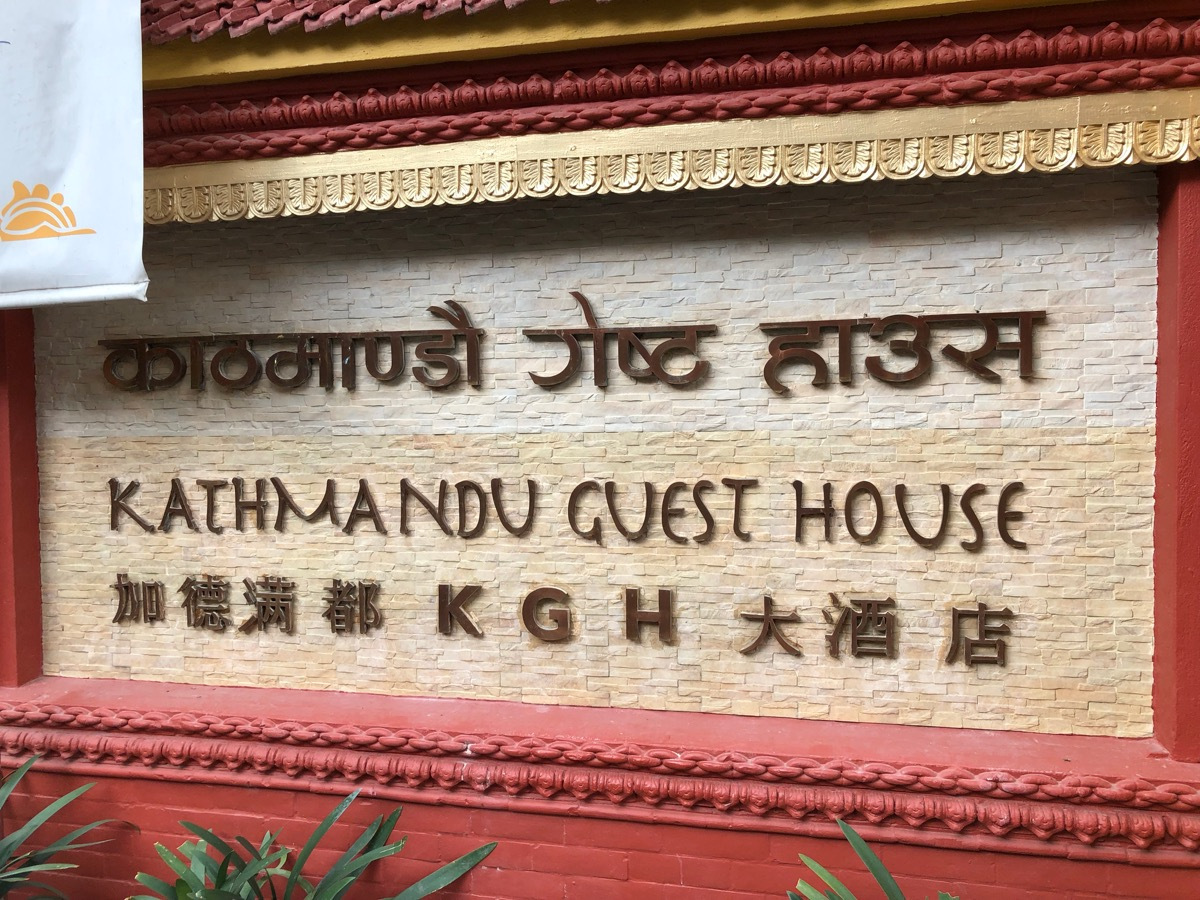 काठमाण्डौ गेष्ट हाउस
KATHMANDU GUEST HOUSE
加德满都 KGH 大酒店